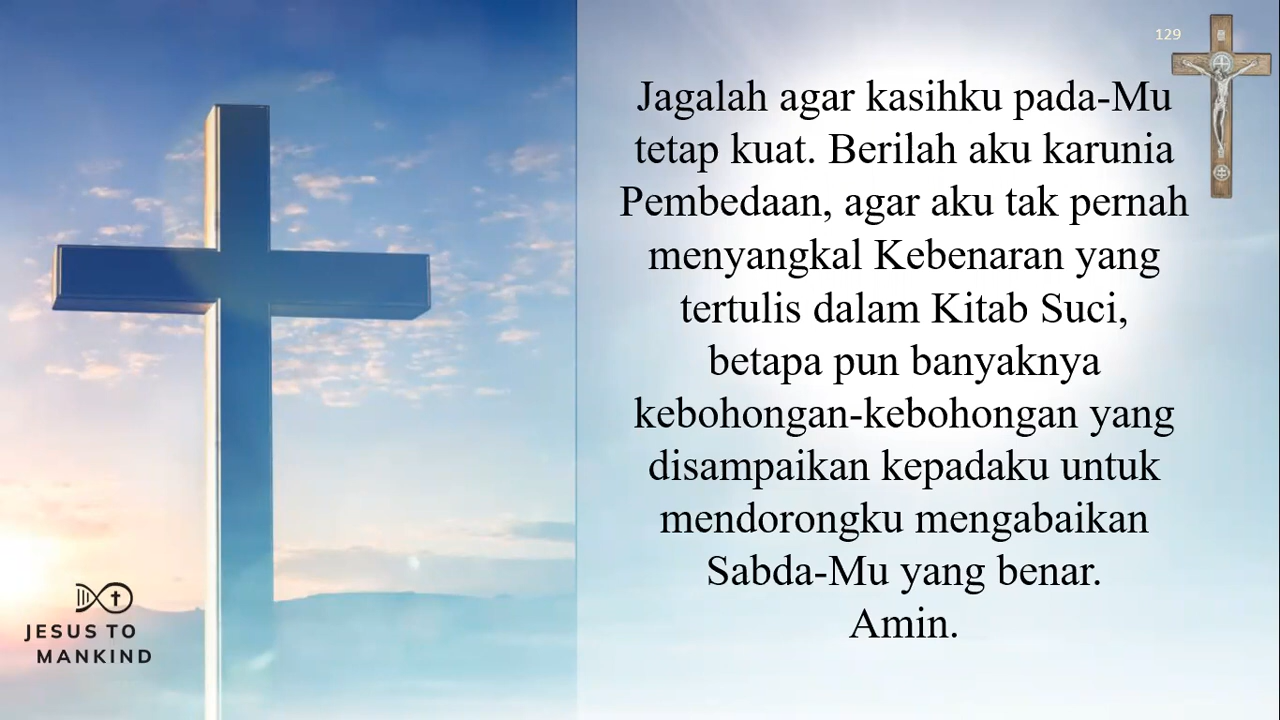 129
Jagalah agar kasihku pada-Mu
tetap kuat. Berilah aku karunia
Pembedaan, agar aku tak pernah
menyangkal Kebenaran yang
tertulis dalam Kitab Suci,
betapa pun banyaknya
kebohongan-kebohongan yang
disampaikan kepadaku untuk
mendorongku mengabaikan
Sabda-Mu yang benar.
Amin.
JESUS TO
MANKIND